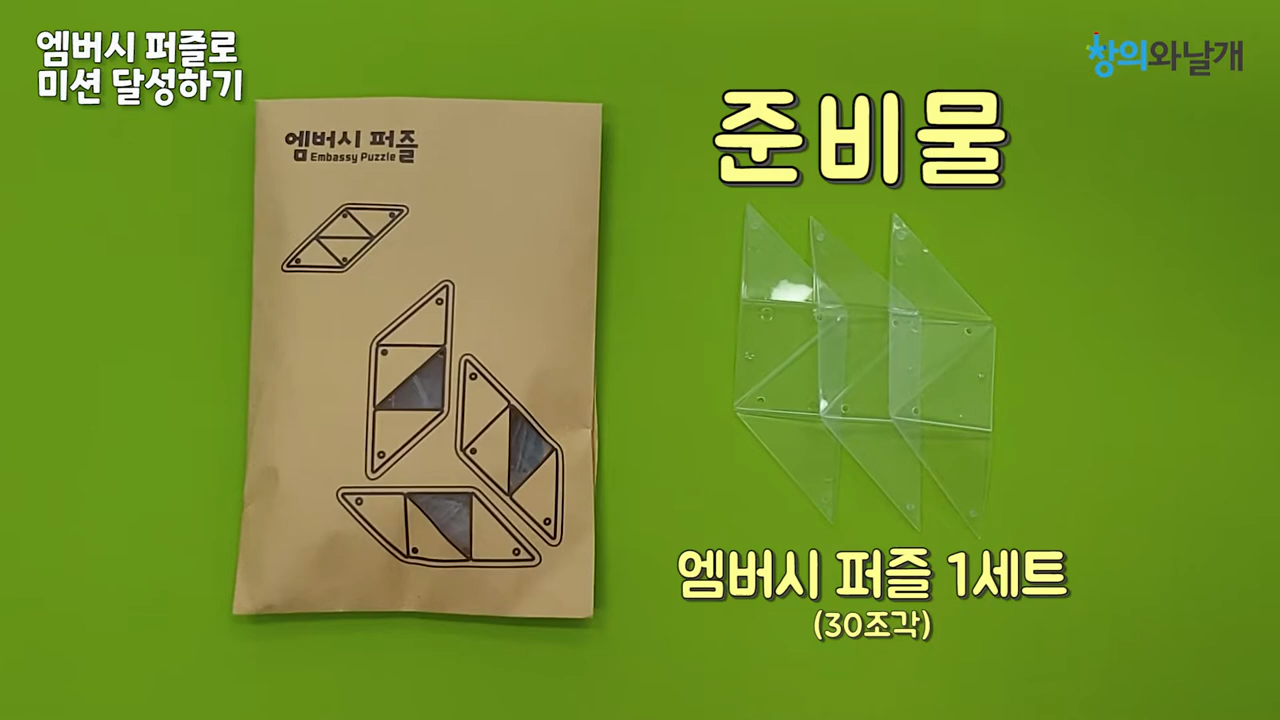 엠버시 퍼즐로
미션 달성하기
창의와날개
준비물
엠버시 퍼즐
Embassy Puzzle
엠버시 퍼즐 1세트
(30조각)